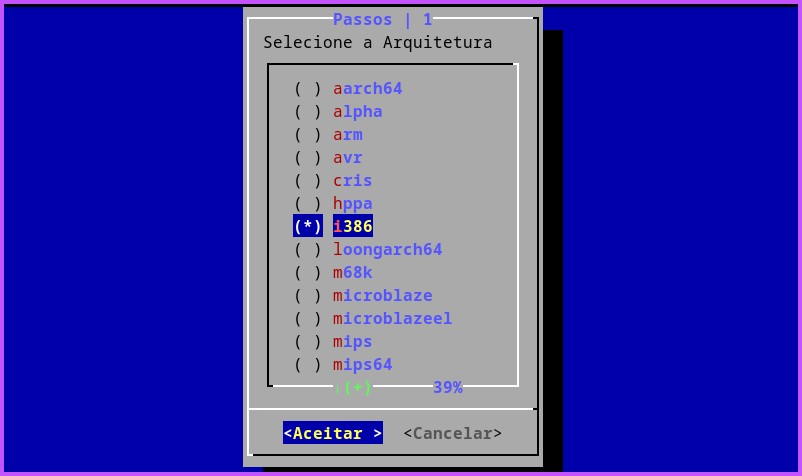 Passos | 1
Selecione a Arquitetura
( ) aarch64
( ) alpha
( ) arm
( ) avr
( ) cris
( ) hppa
(*) i386
( ) loongarch64
( ) m68k
( ) microblaze
( ) microblazeel
( ) mips
( ) mips64
↓(+) 39%
<Aceitar > <Cancelar>